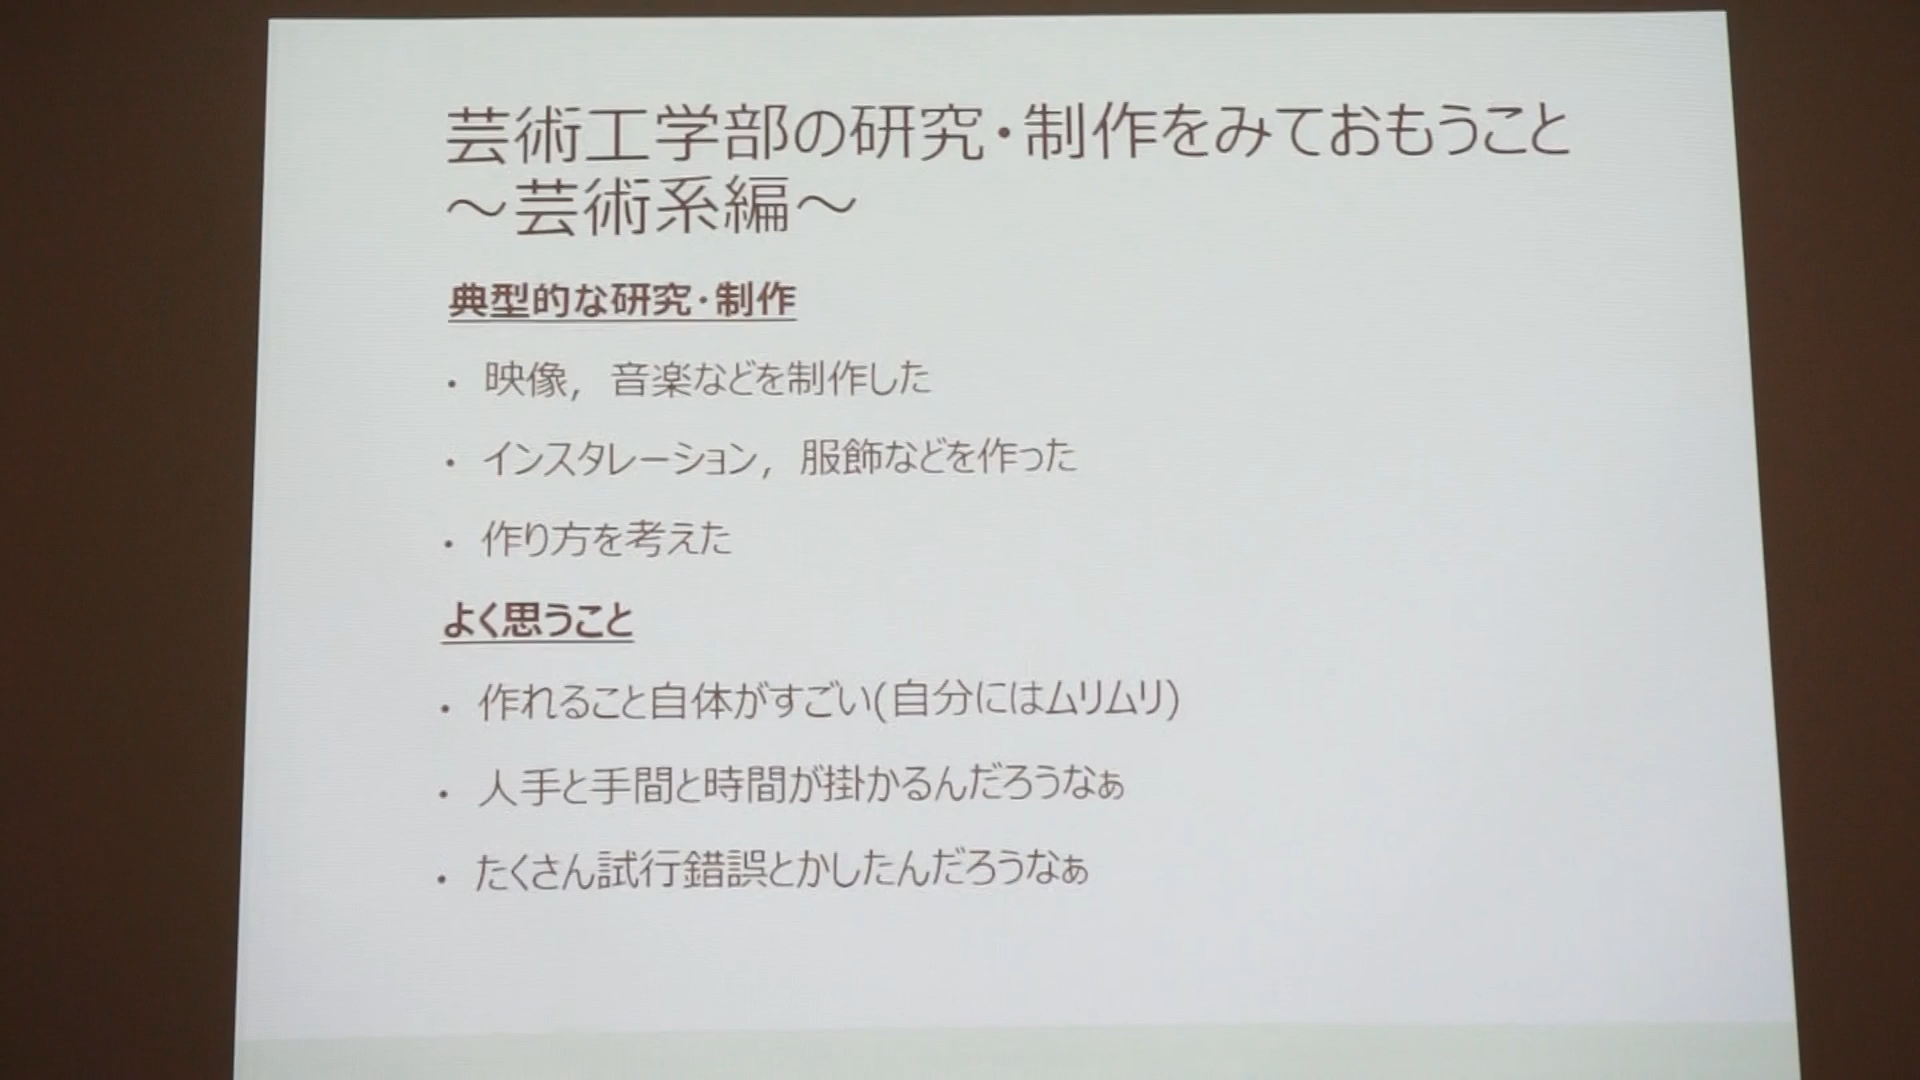 芸術工学部の研究・制作をみておもうこと
～芸術系編～
典型的な研究・制作
・ 映像，音楽などを制作した
・ インスタレーション，服飾などを作った
・ 作り方を考えた
よく思うこと
・ 作れること自体がすごい(自分にはムリムリ)
・ 人手と手間と時間が掛かるんだろうなぁ
・ たくさん試行錯誤とかしたんだろうなぁ